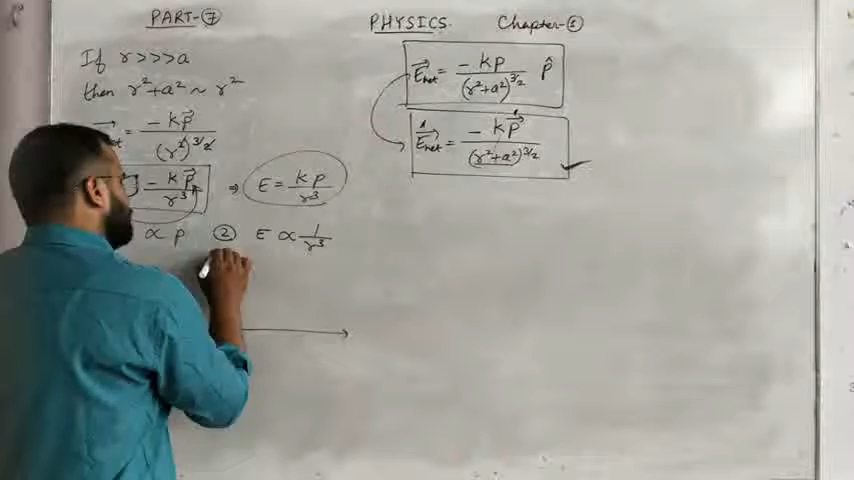 PART-⑦
PHYSICS.
Chapter-①
If r>>>a
then r²+a² ~ r²
net = -kp⃗/(r²)^3/2
-kp⃗/r³ ⇒ E = kp/r³
∝ p ② E ∝ 1/r³
E⃗net = -kp/(r²+a²)^3/2 p̂
E⃗net = -kp⃗/(r²+a²)^3/2